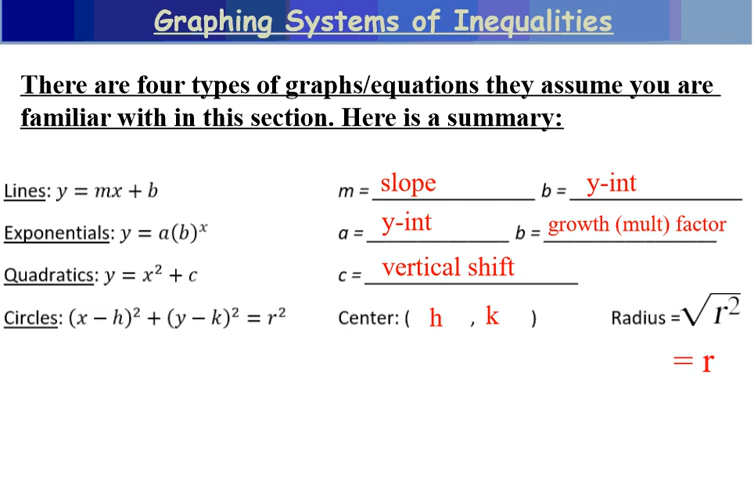 Graphing Systems of Inequalities
There are four types of graphs/equations they assume you are
familiar with in this section. Here is a summary:
Lines: y = mx + b m = slope b = y-int
Exponentials: y = a(b)ˣ a = y-int b = growth (mult) factor
Quadratics: y = x² + c c = vertical shift
Circles: (x – h)² + (y – k)² = r² Center: ( h , k ) Radius = √r²
= r